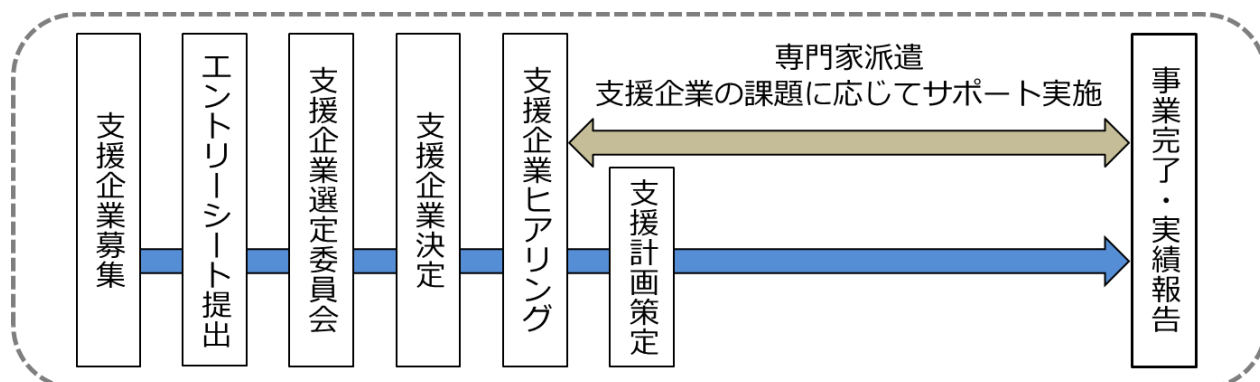 支援企業募集
エントリーシート提出
支援企業選定委員会
支援企業決定
支援企業ヒアリング
専門家派遣
支援企業の課題に応じてサポート実施
支援計画策定
事業完了・実績報告